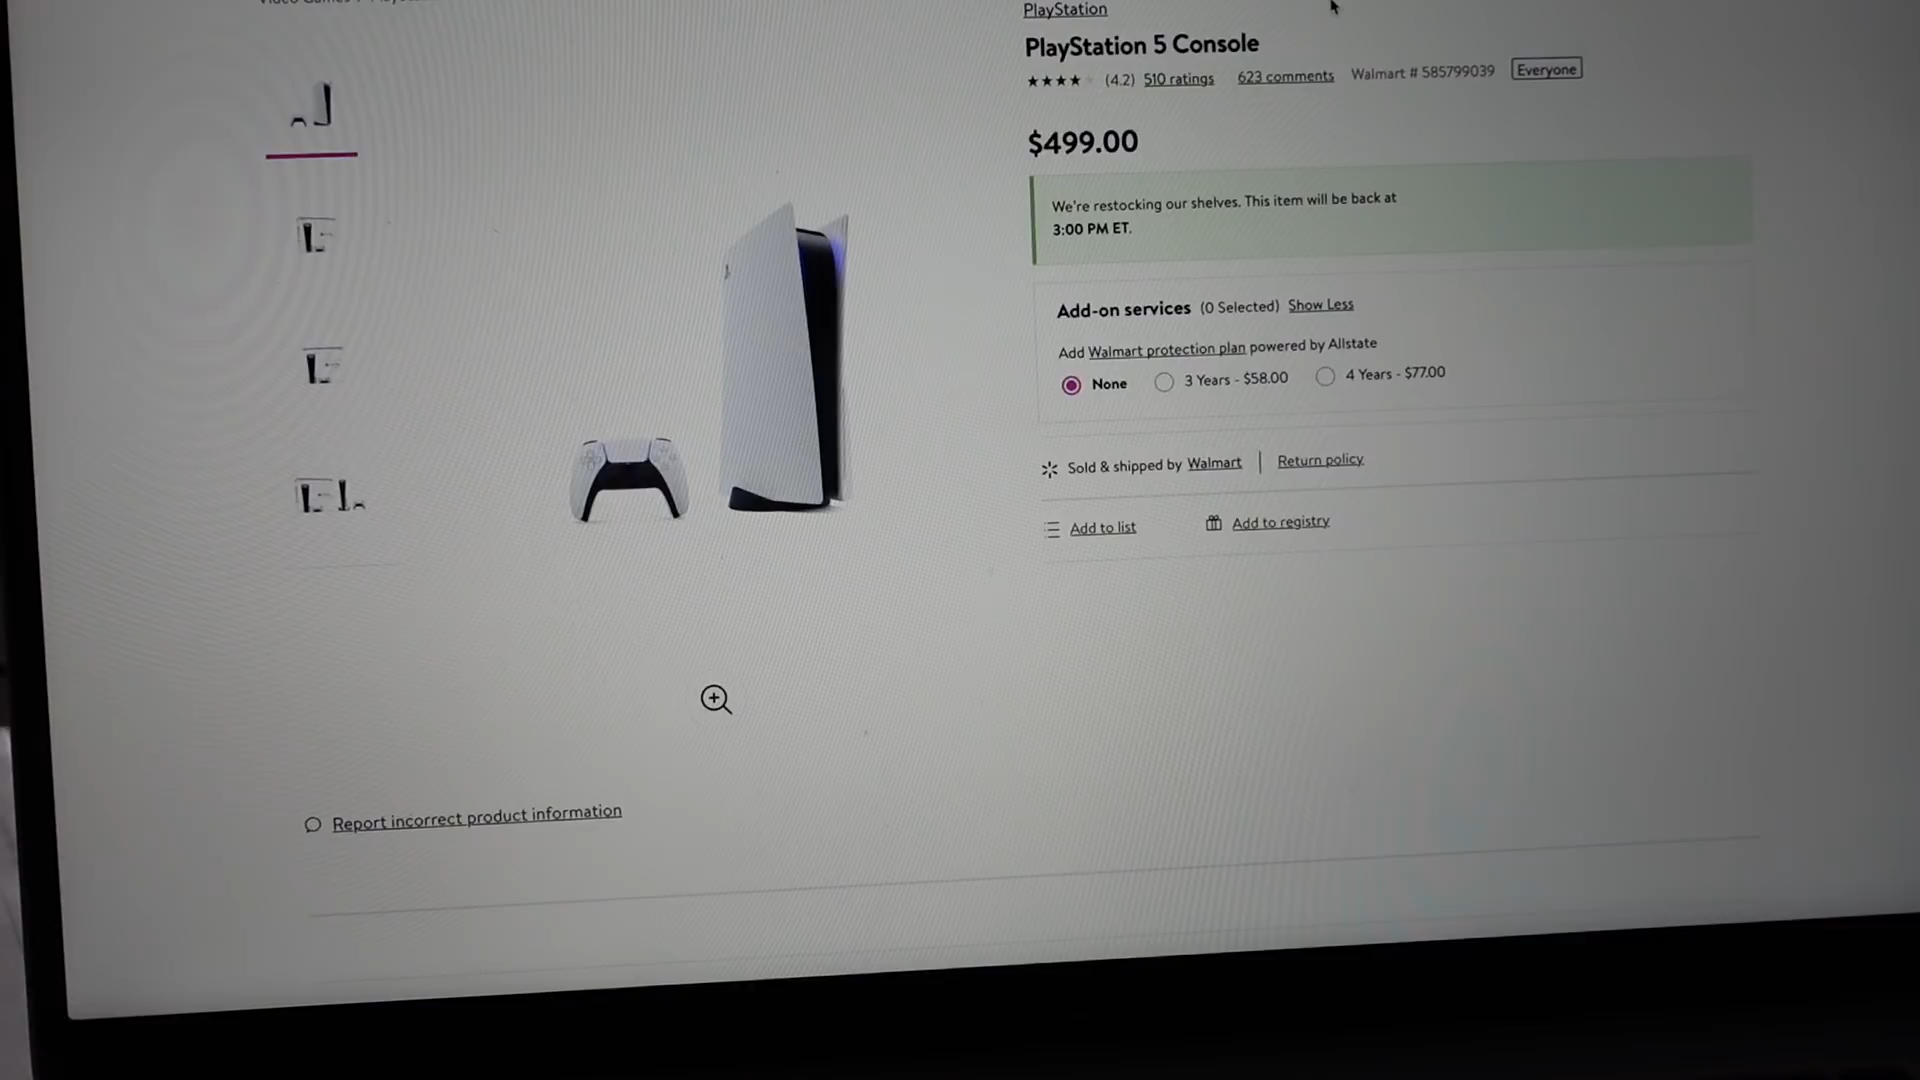 PlayStation
PlayStation 5 Console
(4.2) 510 ratings 623 comments Walmart # 585799039 Everyone
$499.00
We're restocking our shelves. This item will be back at
3:00 PM ET.
Add-on services (0 Selected) Show Less
Add Walmart protection plan powered by Allstate
None 3 Years - $58.00 4 Years - $77.00
Sold & shipped by Walmart | Return policy
Add to list Add to registry
Report incorrect product information